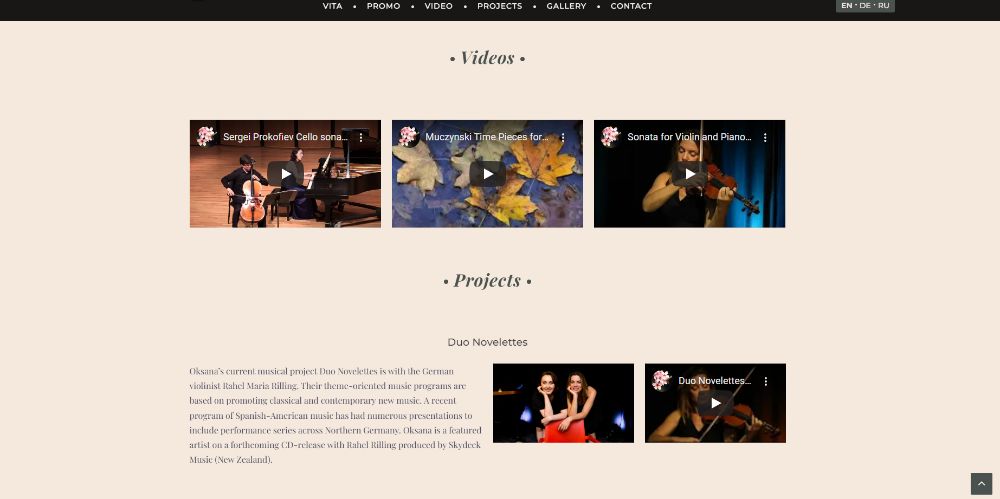 VITA • PROMO • VIDEO • PROJECTS • GALLERY • CONTACT
EN · DE · RU
• Videos •
Sergei Prokofiev Cello sona...
Muczynski Time Pieces for...
Sonata for Violin and Piano...
• Projects •
Duo Novelettes
Oksana's current musical project Duo Novelettes is with the German
violinist Rahel Maria Rilling. Their theme-oriented music programs are
based on promoting classical and contemporary new music. A recent
program of Spanish-American music has had numerous presentations to
include performance series across Northern Germany. Oksana is a featured
artist on a forthcoming CD-release with Rahel Rilling produced by Skydeck
Music (New Zealand).
Duo Novelettes...